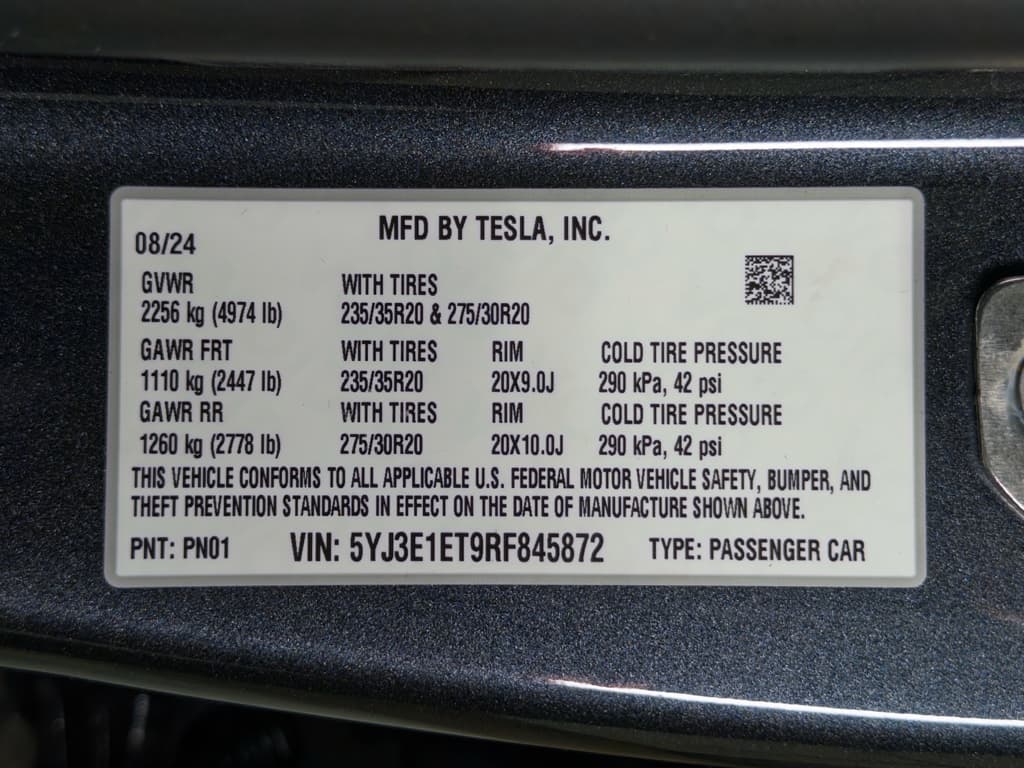 MFD BY TESLA, INC.
08/24
GVWR WITH TIRES
2256 kg (4974 lb) 235/35R20 & 275/30R20
GAWR FRT WITH TIRES RIM COLD TIRE PRESSURE
1110 kg (2447 lb) 235/35R20 20X9.0J 290 kPa, 42 psi
GAWR RR WITH TIRES RIM COLD TIRE PRESSURE
1260 kg (2778 lb) 275/30R20 20X10.0J 290 kPa, 42 psi
THIS VEHICLE CONFORMS TO ALL APPLICABLE U.S. FEDERAL MOTOR VEHICLE SAFETY, BUMPER, AND
THEFT PREVENTION STANDARDS IN EFFECT ON THE DATE OF MANUFACTURE SHOWN ABOVE.
PNT: PN01 VIN: 5YJ3E1ET9RF845872 TYPE: PASSENGER CAR